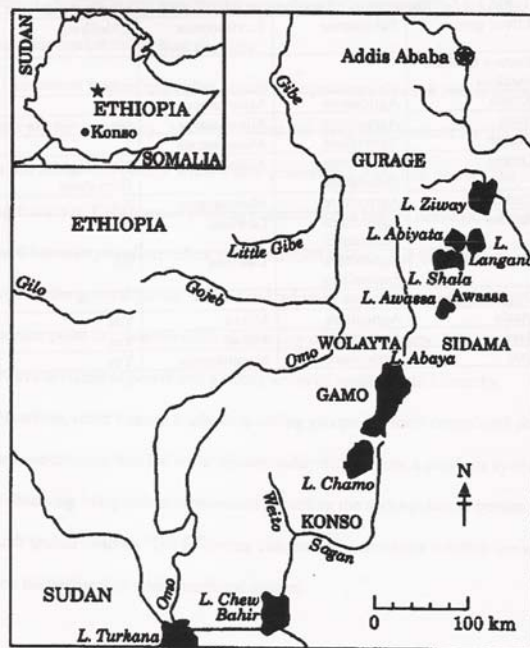 SUDAN
ETHIOPIA
Konso
SOMALIA
Addis Ababa
Gibe
GURAGE
L. Ziway
ETHIOPIA
Little Gibe
L. Abiyata
L.
Langano
L. Shala
Gilo
Gojeb
L. Awassa
Awassa
Omo
WOLAYTA
SIDAMA
L. Abaya
GAMO
L. Chamo
N
Weito
KONSO
Sagan
SUDAN
Omo
L. Chew
Bahir
0
100 km
L. Turkana